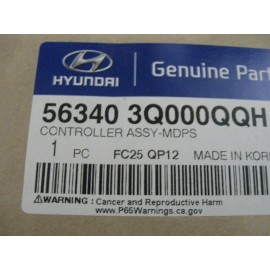 HYUNDAI
Genuine Part
56340 3Q000QQH
CONTROLLER ASSY-MDPS
1 PC FC25 QP12 MADE IN KOR
WARNING : Cancer and Reproductive Harm
www.P65Warnings.ca.gov